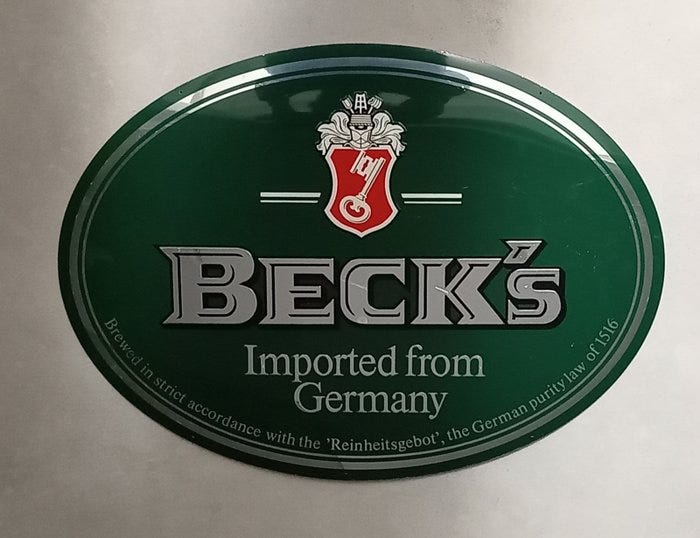 BECK'S
Imported from
Germany
Brewed in strict accordance with the 'Reinheitsgebot', the German purity law of 1516